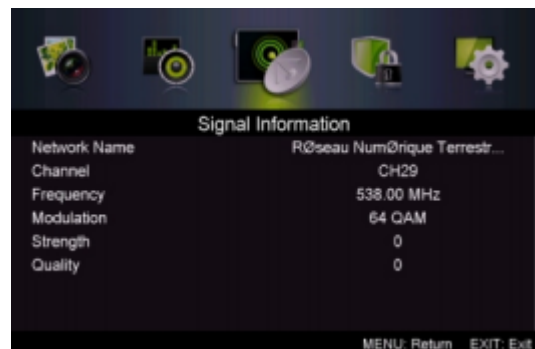 Signal Information
Network Name RØseau NumØrique Terrestr...
Channel CH29
Frequency 538.00 MHz
Modulation 64 QAM
Strength 0
Quality 0
MENU: Return EXIT: Exit